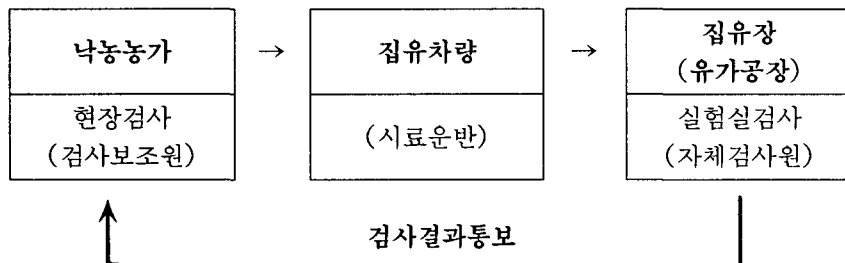 낙농농가 → 집유차량 → 집유장
(유가공장)
현장검사
(검사보조원)
(시료운반)
실험실검사
(자체검사원)
검사결과통보